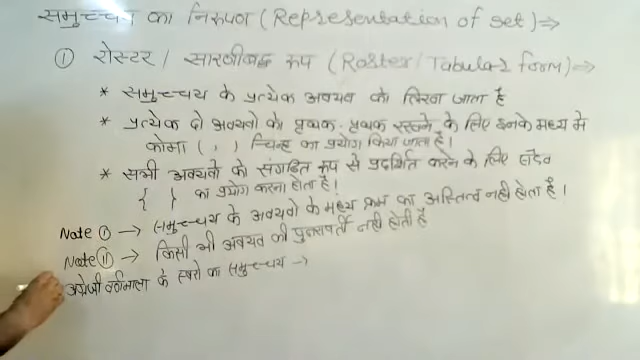 समुच्चय का निरुपण (Representation of set) ⇒
① रोस्टर / सारणीबद्ध रूप (Roster/Tabular form) ⇒
* समुच्चय के प्रत्येक अवयव को लिखा जाता है
* प्रत्येक दो अवयवो को पृथक-पृथक रखने के लिए इनके मध्य मे
कोमा ( , ) चिन्ह का प्रयोग किया जाता है।
* सभी अवयवो को संगठित रूप से प्रदर्शित करने के लिए सदैव
{ } का प्रयोग करना होता है।
Note ① → समुच्चय के अवयवो के मध्य क्रम का अस्तित्व नही होता है।
Note ⑪ → किसी भी अवयव की पुनरावर्ती नही होती है
अंग्रेजी वर्णमाला के स्वरो का समुच्चय →